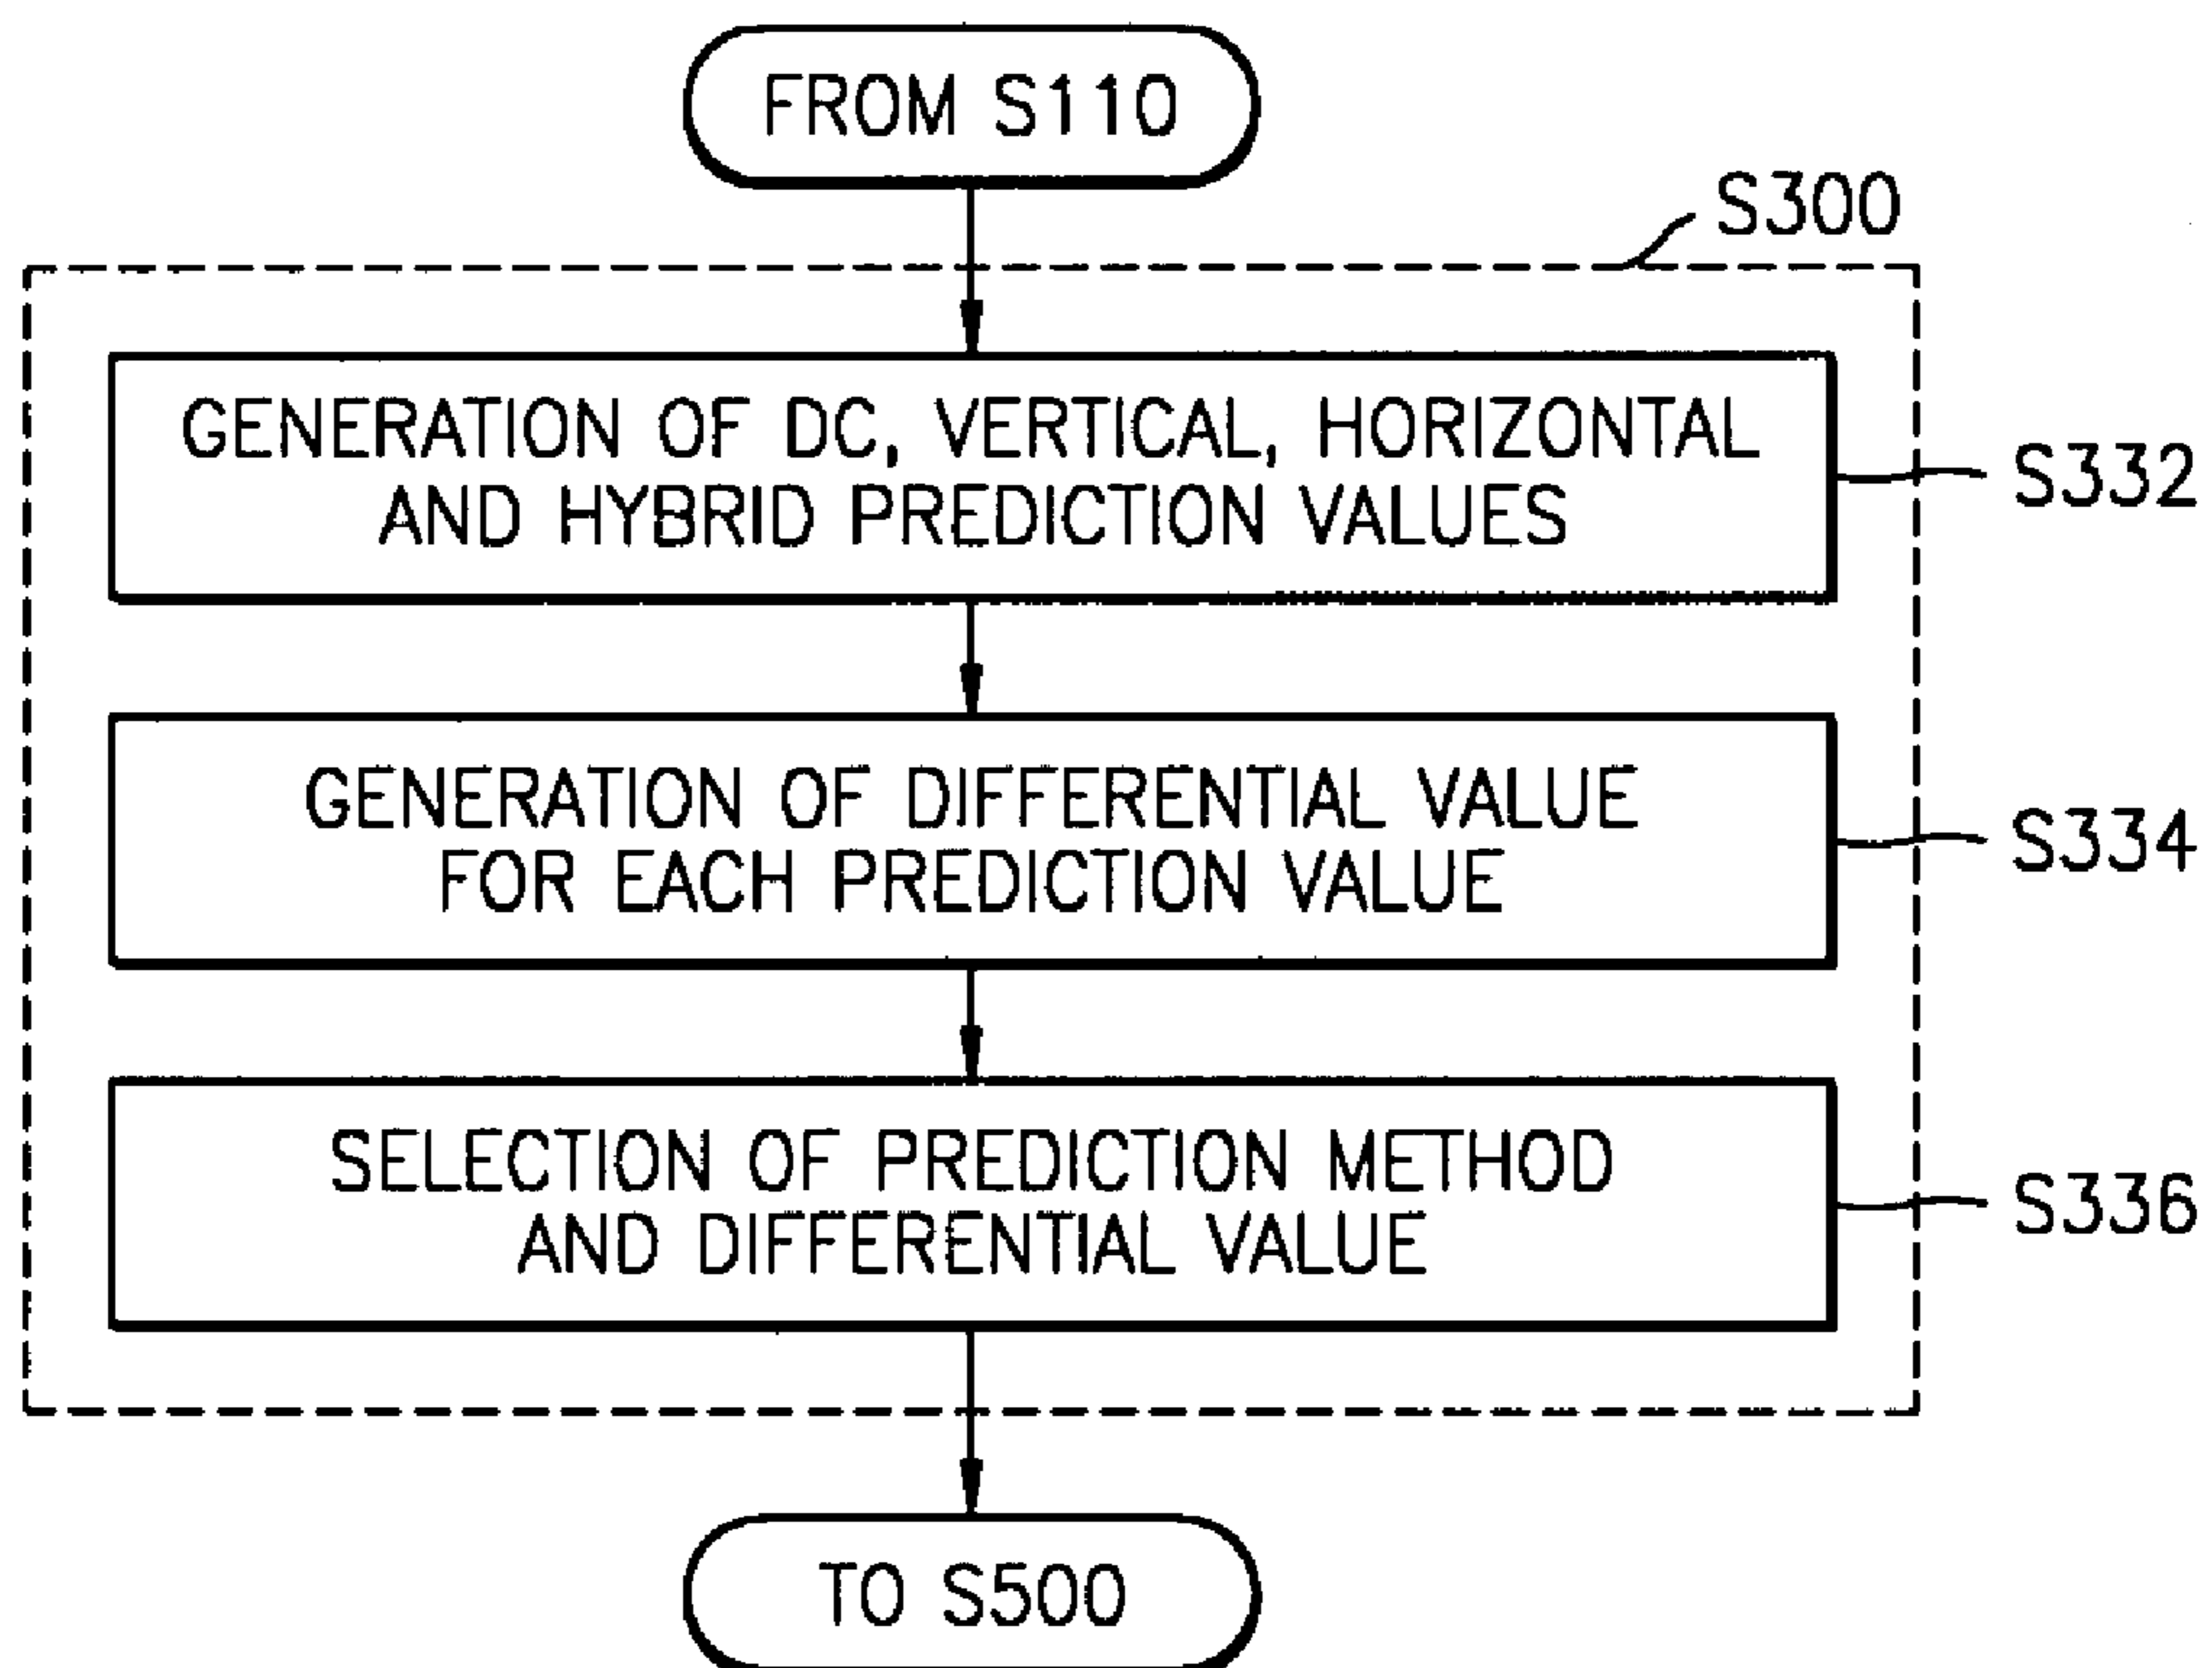 FROM S110
S300
GENERATION OF DC, VERTICAL, HORIZONTAL
AND HYBRID PREDICTION VALUES
S332
GENERATION OF DIFFERENTIAL VALUE
FOR EACH PREDICTION VALUE
S334
SELECTION OF PREDICTION METHOD
AND DIFFERENTIAL VALUE
S336
TO S500